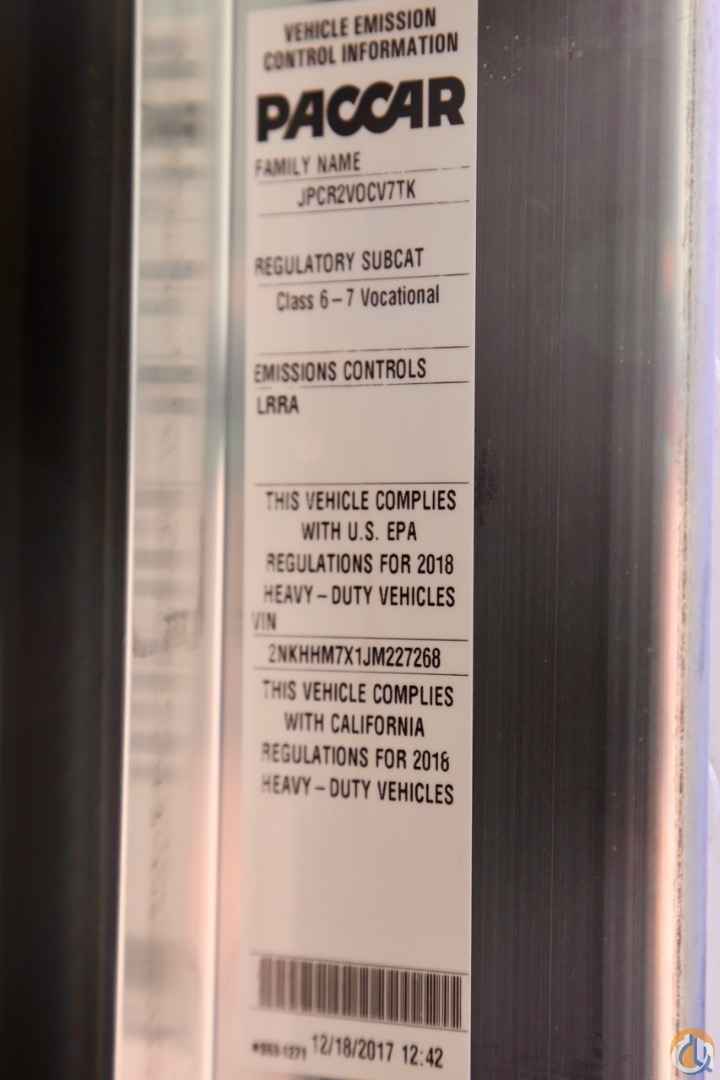 VEHICLE EMISSION
CONTROL INFORMATION
PACCAR
FAMILY NAME
JPCR2VOCV7TK
REGULATORY SUBCAT
Class 6-7 Vocational
EMISSIONS CONTROLS
LRRA
THIS VEHICLE COMPLIES
WITH U.S. EPA
REGULATIONS FOR 2018
HEAVY-DUTY VEHICLES
VIN
2NKHHM7X1JM227268
THIS VEHICLE COMPLIES
WITH CALIFORNIA
REGULATIONS FOR 2018
HEAVY-DUTY VEHICLES
12/18/2017 12:42